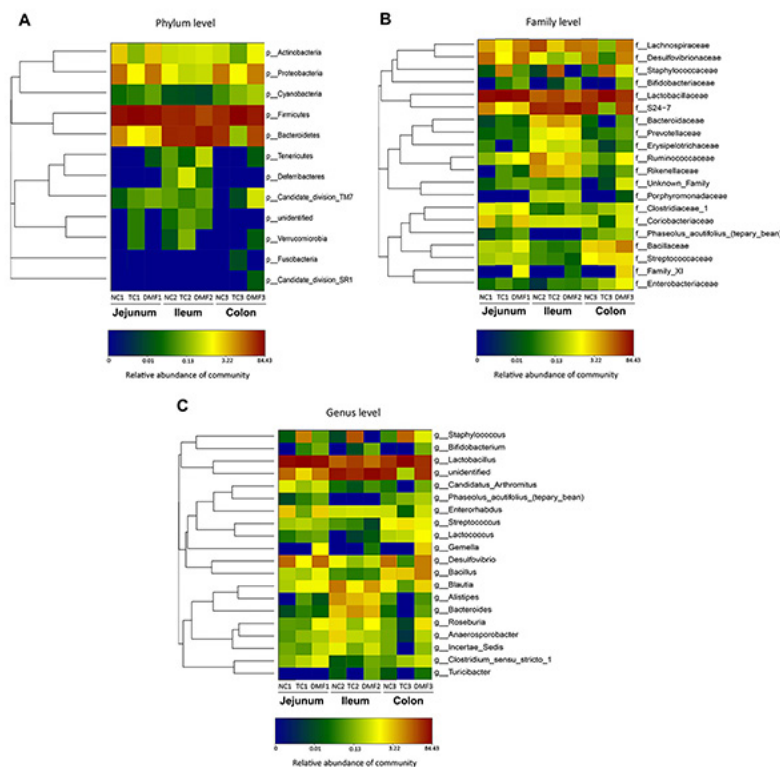 A
Phylum level
p__Actinobacteria
p__Proteobacteria
p__Cyanobacteria
p__Firmicutes
p__Bacteroidetes
p__Tenericutes
p__Deferribacteres
p__Candidate_division_TM7
p__unidentified
p__Verrucomicrobia
p__Fusobacteria
p__Candidate_division_SR1
NC1 TC1 DMF1 NC2 TC2 DMF2 NC3 TC3 DMF3
Jejunum Ileum Colon
0 0.01 0.13 3.22 84.43
Relative abundance of community
B
Family level
f__Lachnospiraceae
f__Desulfovibrionaceae
f__Staphylococcaceae
f__Bifidobacteriaceae
f__Lactobacillaceae
f__S24-7
f__Bacteroidaceae
f__Prevotellaceae
f__Erysipelotrichaceae
f__Ruminococcaceae
f__Rikenellaceae
f__Unknown_Family
f__Porphyromonadaceae
f__Clostridiaceae_1
f__Coriobacteriaceae
f__Phaseolus_acutifolius_(tepary_bean)
f__Bacillaceae
f__Streptococcaceae
f__Family_XI
f__Enterobacteriaceae
NC1 TC1 DMF1 NC2 TC2 DMF2 NC3 TC3 DMF3
Jejunum Ileum Colon
0 0.01 0.13 3.22 84.43
Relative abundance of community
C
Genus level
g__Staphylococcus
g__Bifidobacterium
g__Lactobacillus
g__unidentified
g__Candidatus_Arthromitus
g__Phaseolus_acutifolius_(tepary_bean)
g__Enterorhabdus
g__Streptococcus
g__Lactococcus
g__Gemella
g__Desulfovibrio
g__Bacillus
g__Blautia
g__Alistipes
g__Bacteroides
g__Roseburia
g__Anaerosporobacter
g__Incertae_Sedis
g__Clostridium_sensu_stricto_1
g__Turicibacter
NC1 TC1 DMF1 NC2 TC2 DMF2 NC3 TC3 DMF3
Jejunum Ileum Colon
0 0.01 0.13 3.22 84.43
Relative abundance of community